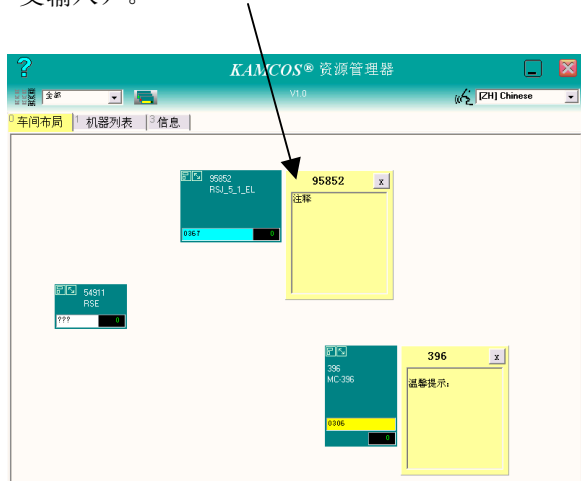 支输入）。
?
KAMCOS® 资源管理器
V1.0
全部
[ZH] Chinese
0 车间布局 1 机器列表 3 信息
95852
RSJ_5_1_EL
0367 0
95852 x
注释
54911
RSE
??? 0
396
MC-396
0306
0
396 x
温馨提示: